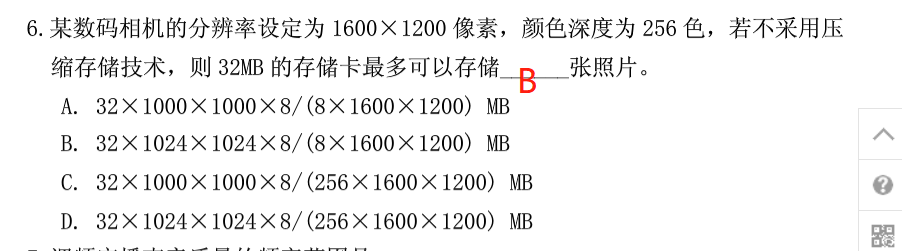 6. 某数码相机的分辨率设定为 1600×1200 像素，颜色深度为 256 色，若不采用压
缩存储技术，则 32MB 的存储卡最多可以存储__B__张照片。
A. 32×1000×1000×8/(8×1600×1200) MB
B. 32×1024×1024×8/(8×1600×1200) MB
C. 32×1000×1000×8/(256×1600×1200) MB
D. 32×1024×1024×8/(256×1600×1200) MB